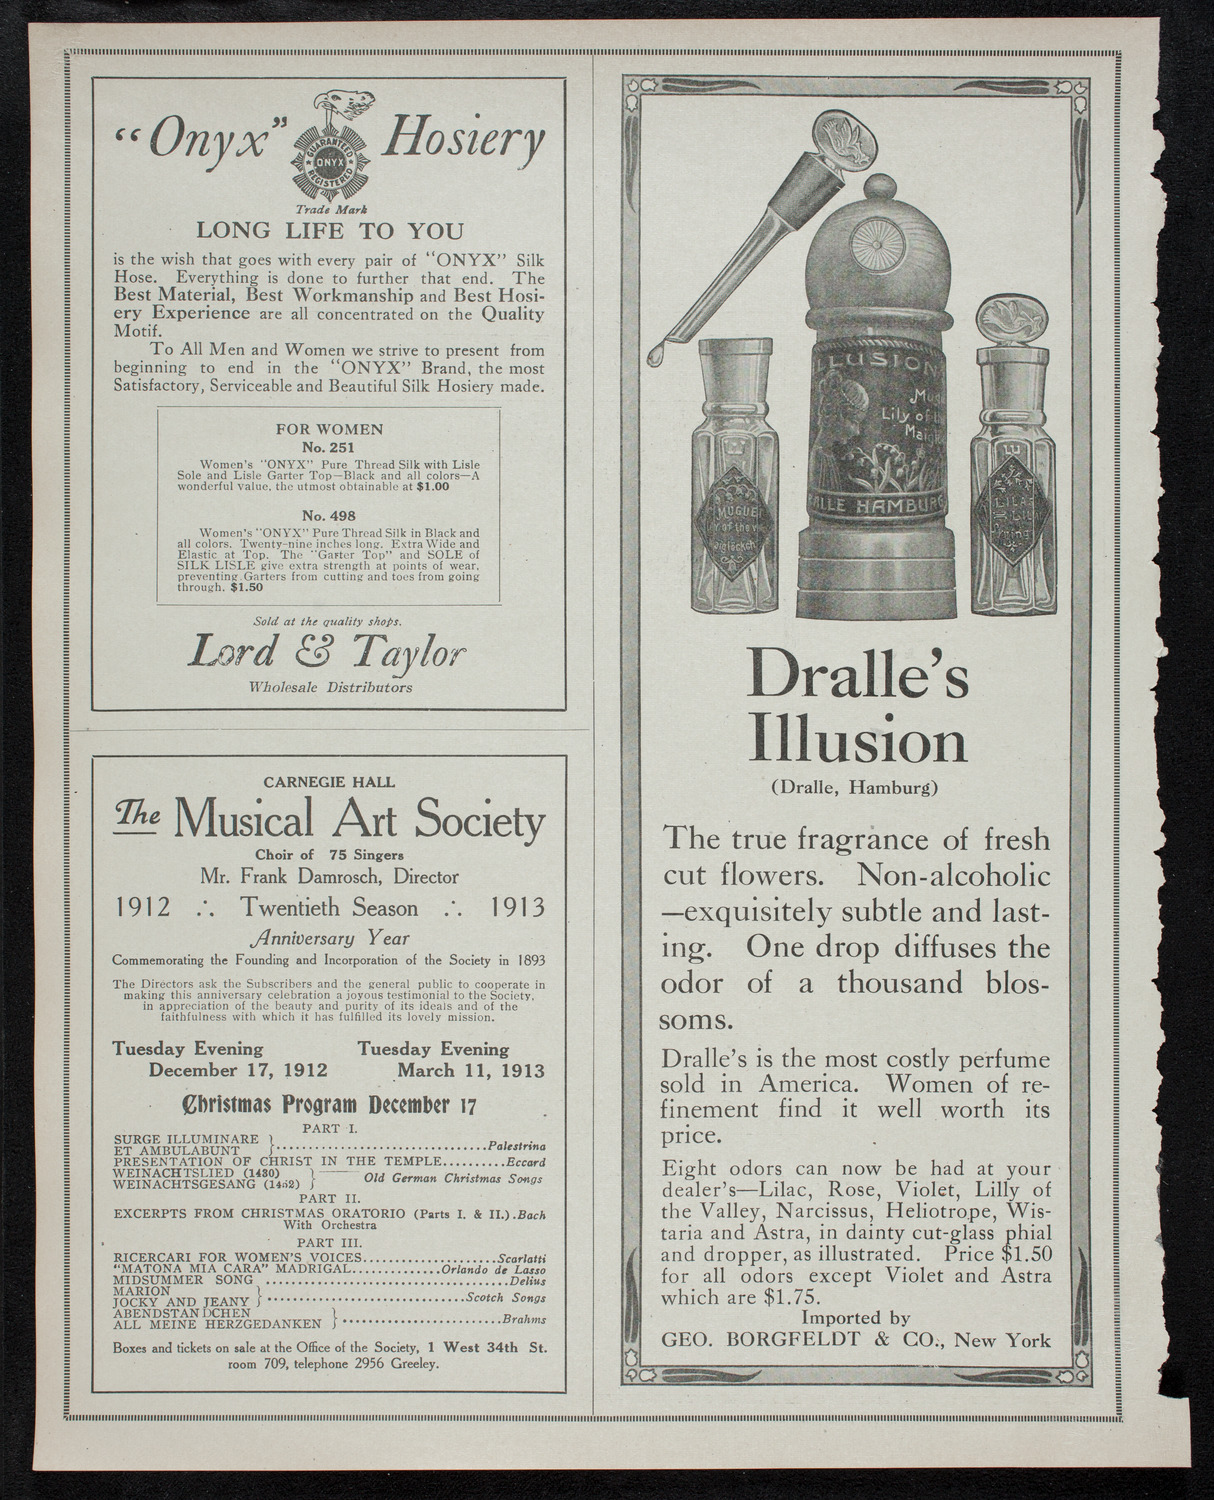 "Onyx" Hosiery
GUARANTEED
ONYX
REGISTERED
Trade Mark
LONG LIFE TO YOU
is the wish that goes with every pair of "ONYX" Silk
Hose. Everything is done to further that end. The
Best Material, Best Workmanship and Best Hosi-
ery Experience are all concentrated on the Quality
Motif.
To All Men and Women we strive to present from
beginning to end in the "ONYX" Brand, the most
Satisfactory, Serviceable and Beautiful Silk Hosiery made.
FOR WOMEN
No. 251
Women's "ONYX" Pure Thread Silk with Lisle
Sole and Lisle Garter Top—Black and all colors—A
wonderful value, the utmost obtainable at $1.00
No. 498
Women's "ONYX" Pure Thread Silk in Black and
all colors. Twenty-nine inches long. Extra Wide and
Elastic at Top. The "Garter Top" and SOLE of
SILK LISLE give extra strength at points of wear,
preventing Garters from cutting and toes from going
through. $1.50
Sold at the quality shops.
Lord & Taylor
Wholesale Distributors
CARNEGIE HALL
The Musical Art Society
Choir of 75 Singers
Mr. Frank Damrosch, Director
1912 ∴ Twentieth Season ∴ 1913
Anniversary Year
Commemorating the Founding and Incorporation of the Society in 1893
The Directors ask the Subscribers and the general public to cooperate in
making this anniversary celebration a joyous testimonial to the Society,
in appreciation of the beauty and purity of its ideals and of the
faithfulness with which it has fulfilled its lovely mission.
Tuesday Evening Tuesday Evening
December 17, 1912 March 11, 1913
Christmas Program December 17
PART I.
SURGE ILLUMINARE
ET AMBULABUNT }..............................Palestrina
PRESENTATION OF CHRIST IN THE TEMPLE..........Eccard
WEINACHTSLIED (1430)
WEINACHTSGESANG (1452) } Old German Christmas Songs
PART II.
EXCERPTS FROM CHRISTMAS ORATORIO (Parts I. & II.).Bach
With Orchestra
PART III.
RICERCARI FOR WOMEN'S VOICES....................Scarlatti
"MATONA MIA CARA" MADRIGAL.............Orlando de Lasso
MIDSUMMER SONG ....................................Delius
MARION
JOCKY AND JEANY }.............................Scotch Songs
ABENDSTANDCHEN
ALL MEINE HERZGEDANKEN }........................Brahms
Boxes and tickets on sale at the Office of the Society, 1 West 34th St.
room 709, telephone 2956 Greeley.
ILLUSION
Lily of
HAMBURG
MUGUET
Dralle's
Illusion
(Dralle, Hamburg)
The true fragrance of fresh
cut flowers. Non-alcoholic
—exquisitely subtle and last-
ing. One drop diffuses the
odor of a thousand blos-
soms.
Dralle's is the most costly perfume
sold in America. Women of re-
finement find it well worth its
price.
Eight odors can now be had at your
dealer's—Lilac, Rose, Violet, Lilly of
the Valley, Narcissus, Heliotrope, Wis-
taria and Astra, in dainty cut-glass phial
and dropper, as illustrated. Price $1.50
for all odors except Violet and Astra
which are $1.75.
Imported by
GEO. BORGFELDT & CO., New York